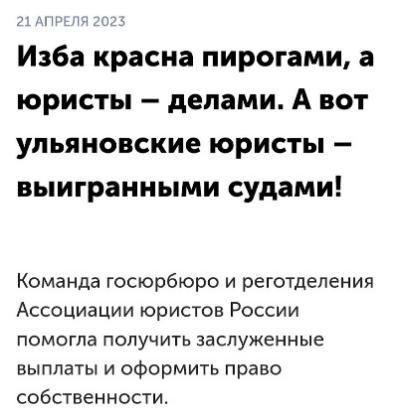 21 АПРЕЛЯ 2023
Изба красна пирогами, а
юристы – делами. А вот
ульяновские юристы –
выигранными судами!
Команда госюрбюро и реготделения
Ассоциации юристов России
помогла получить заслуженные
выплаты и оформить право
собственности.